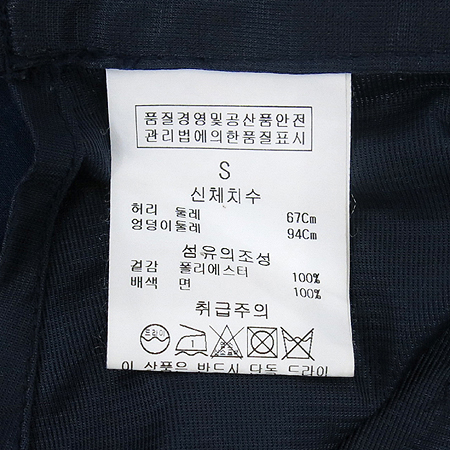 품질경영및공산품안전
관리법에의한품질표시
S
신체치수
허리 둘레 67Cm
엉덩이둘레 94Cm
섬유의조성
겉감 폴리에스터 100%
배색 면 100%
취급주의
드라이
이 상품은 반드시 단독 드라이